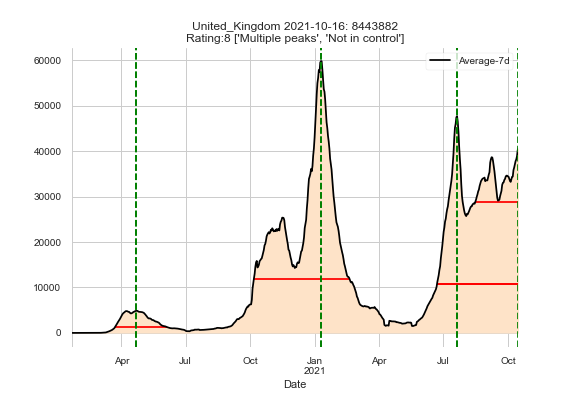 United_Kingdom 2021-10-16: 8443882
Rating:8 ['Multiple peaks', 'Not in control']
Average-7d
60000
50000
40000
30000
20000
10000
0
Apr Jul Oct Jan Apr Jul Oct
2021
Date